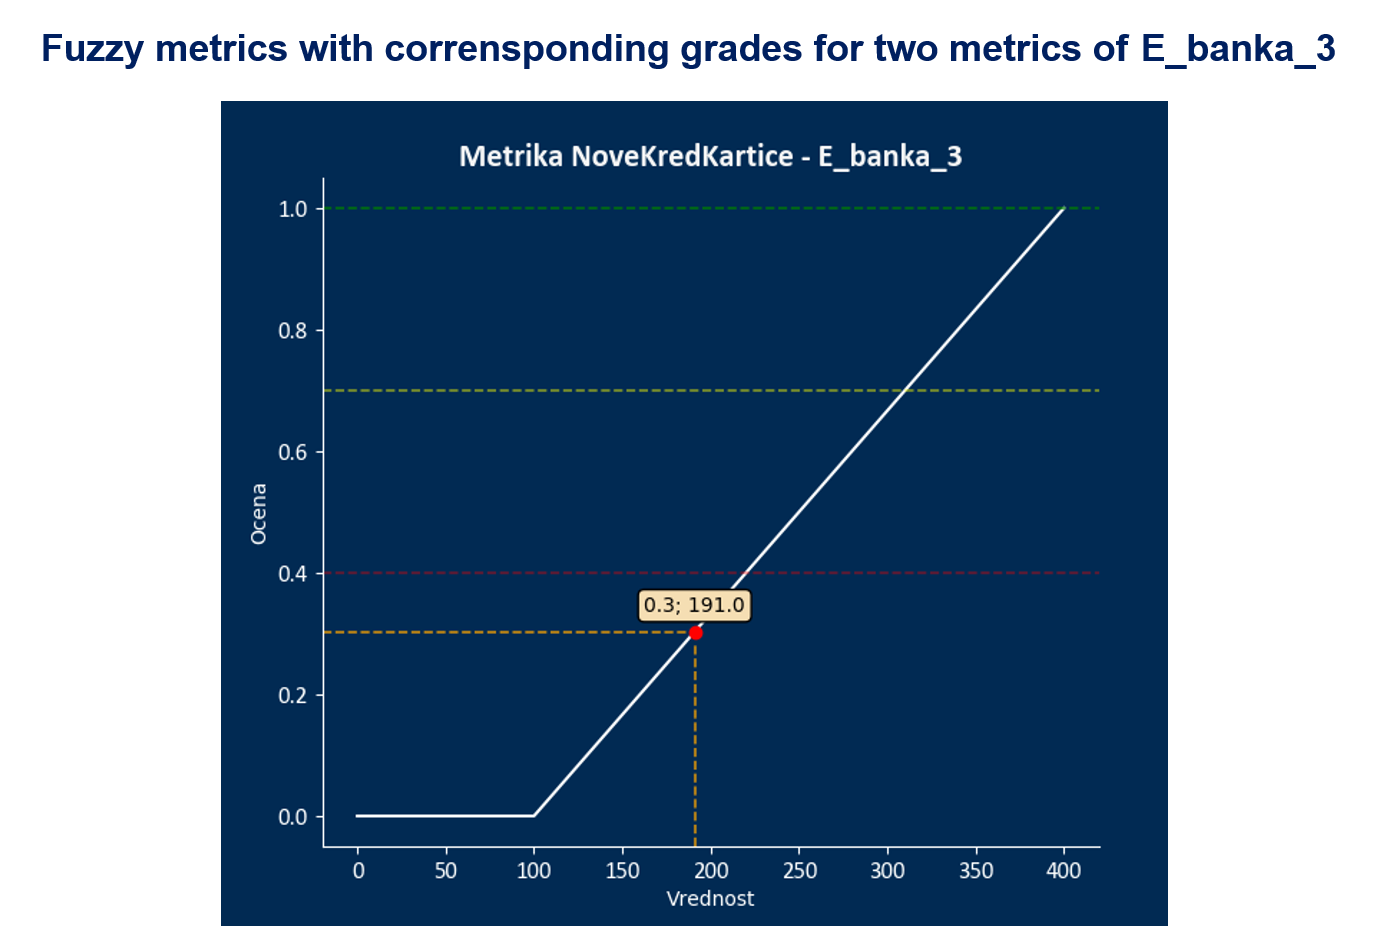 Fuzzy metrics with corrensponding grades for two metrics of E_banka_3
Metrika NoveKredKartice - E_banka_3
1.0
0.8
0.6
Ocena
0.4
0.3; 191.0
0.2
0.0
0 50 100 150 200 250 300 350 400
Vrednost